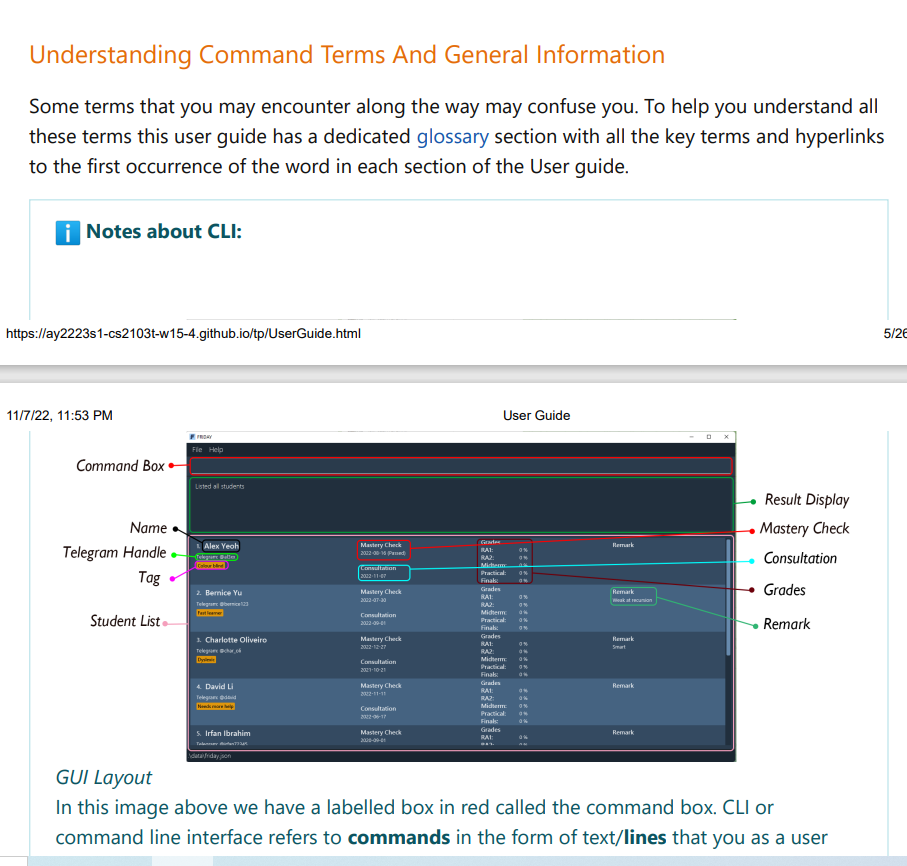 Understanding Command Terms And General Information
Some terms that you may encounter along the way may confuse you. To help you understand all
these terms this user guide has a dedicated glossary section with all the key terms and hyperlinks
to the first occurrence of the word in each section of the User guide.
Notes about CLI:
https://ay2223s1-cs2103t-w15-4.github.io/tp/UserGuide.html 5/26
11/7/22, 11:53 PM User Guide
FRIDAY
File Help
Command Box
Listed all students
Result Display
Name
Telegram Handle
Tag
Student List
Mastery Check
Consultation
Grades
Remark
1. Alex Yeoh
Colour blind
Mastery Check
2022-08-16 (Passed)
Consultation
2022-11-07
Grades
RA1: 0 %
RA2: 0 %
Midterm: 0 %
Practical: 0 %
Finals: 0 %
Remark
2. Bernice Yu
Telegram: @bernice123
Fast learner
Mastery Check
2022-07-30
Consultation
2022-09-01
Grades
RA1: 0 %
RA2: 0 %
Midterm: 0 %
Practical: 0 %
Finals: 0 %
Remark
Weak at recursion
3. Charlotte Oliveiro
Telegram: @char_oli
Dyslexic
Mastery Check
2022-12-27
Consultation
2021-10-21
Grades
RA1: 0 %
RA2: 0 %
Midterm: 0 %
Practical: 0 %
Finals: 0 %
Remark
Smart
4. David Li
Telegram: @david
Needs more help
Mastery Check
2022-11-11
Consultation
2022-06-17
Grades
RA1: 0 %
RA2: 0 %
Midterm: 0 %
Practical: 0 %
Finals: 0 %
Remark
5. Irfan Ibrahim
Mastery Check
2020-09-01
Grades
RA1: 0 %
Remark
\data\friday.json
GUI Layout
In this image above we have a labelled box in red called the command box. CLI or
command line interface refers to commands in the form of text/lines that you as a user